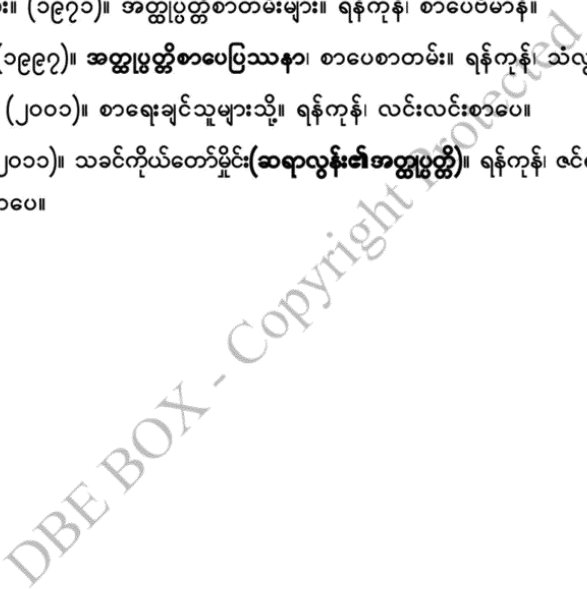 (၁၉၇၁)။ အတ္ထုပ္ပတ္တိစာတမ်းများ။ ရန်ကုန်၊ စာပေဗိမာန်။
(၁၉၉၇)။ အတ္ထုပ္ပတ္တိစာပေပြဿနာ၊ စာပေစာတမ်း။ ရန်ကုန်၊
(၂၀၀၁)။ စာရေးချင်သူများသို့။ ရန်ကုန်၊ လင်းလင်းစာပေ။
၂၀၁၁)။ သခင်ကိုယ်တော်မှိုင်း(ဆရာလွန်း၏အတ္ထုပ္ပတ္တိ)။ ရန်ကုန်၊
DBE BOX - Copyright Protected